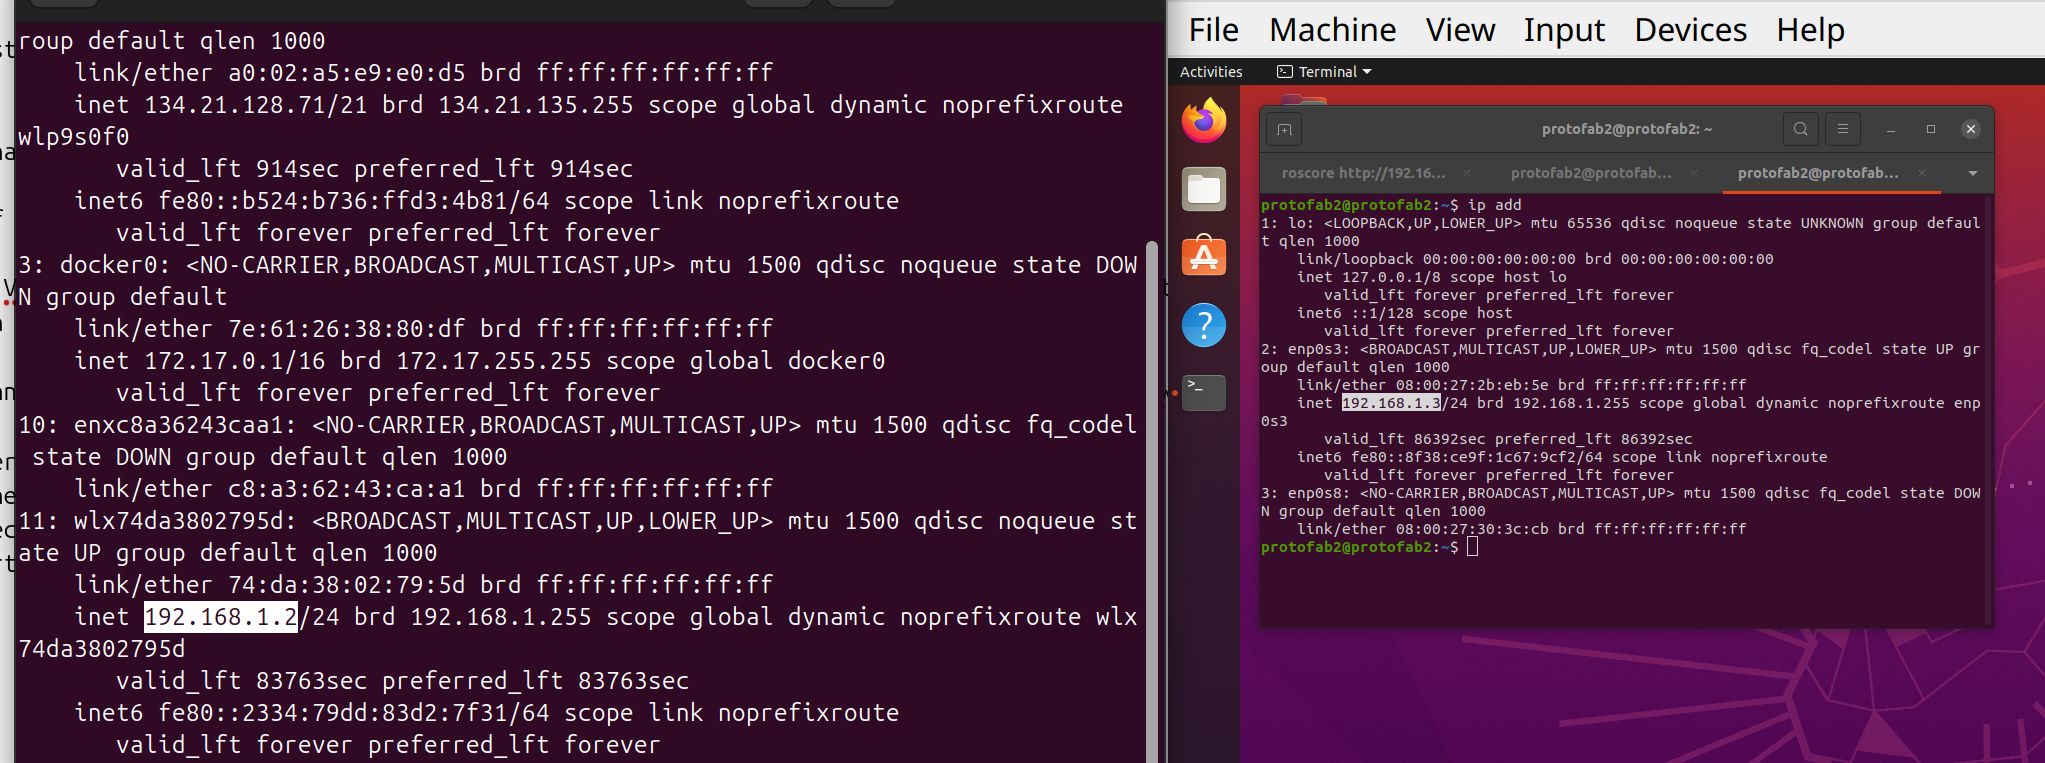 roup default qlen 1000
link/ether a0:02:a5:e9:e0:d5 brd ff:ff:ff:ff:ff:ff
inet 134.21.128.71/21 brd 134.21.135.255 scope global dynamic noprefixroute
wlp9s0f0
valid_lft 914sec preferred_lft 914sec
inet6 fe80::b524:b736:ffd3:4b81/64 scope link noprefixroute
valid_lft forever preferred_lft forever
3: docker0: <NO-CARRIER,BROADCAST,MULTICAST,UP> mtu 1500 qdisc noqueue state DOW
N group default
link/ether 7e:61:26:38:80:df brd ff:ff:ff:ff:ff:ff
inet 172.17.0.1/16 brd 172.17.255.255 scope global docker0
valid_lft forever preferred_lft forever
10: enxc8a36243caa1: <NO-CARRIER,BROADCAST,MULTICAST,UP> mtu 1500 qdisc fq_codel
state DOWN group default qlen 1000
link/ether c8:a3:62:43:ca:a1 brd ff:ff:ff:ff:ff:ff
11: wlx74da3802795d: <BROADCAST,MULTICAST,UP,LOWER_UP> mtu 1500 qdisc noqueue st
ate UP group default qlen 1000
link/ether 74:da:38:02:79:5d brd ff:ff:ff:ff:ff:ff
inet 192.168.1.2/24 brd 192.168.1.255 scope global dynamic noprefixroute wlx
74da3802795d
valid_lft 83763sec preferred_lft 83763sec
inet6 fe80::2334:79dd:83d2:7f31/64 scope link noprefixroute
valid_lft forever preferred_lft forever
File Machine View Input Devices Help
Activities Terminal
protofab2@protofab2: ~
roscore http://192.16... protofab2@protofab... protofab2@protofab...
protofab2@protofab2:~$ ip add
1: lo: <LOOPBACK,UP,LOWER_UP> mtu 65536 qdisc noqueue state UNKNOWN group defaul
t qlen 1000
link/loopback 00:00:00:00:00:00 brd 00:00:00:00:00:00
inet 127.0.0.1/8 scope host lo
valid_lft forever preferred_lft forever
inet6 ::1/128 scope host
valid_lft forever preferred_lft forever
2: enp0s3: <BROADCAST,MULTICAST,UP,LOWER_UP> mtu 1500 qdisc fq_codel state UP gr
oup default qlen 1000
link/ether 08:00:27:2b:eb:5e brd ff:ff:ff:ff:ff:ff
inet 192.168.1.3/24 brd 192.168.1.255 scope global dynamic noprefixroute enp
0s3
valid_lft 86392sec preferred_lft 86392sec
inet6 fe80::8f38:ce9f:1c67:9cf2/64 scope link noprefixroute
valid_lft forever preferred_lft forever
3: enp0s8: <NO-CARRIER,BROADCAST,MULTICAST,UP> mtu 1500 qdisc fq_codel state DOW
N group default qlen 1000
link/ether 08:00:27:30:3c:cb brd ff:ff:ff:ff:ff:ff
protofab2@protofab2:~$